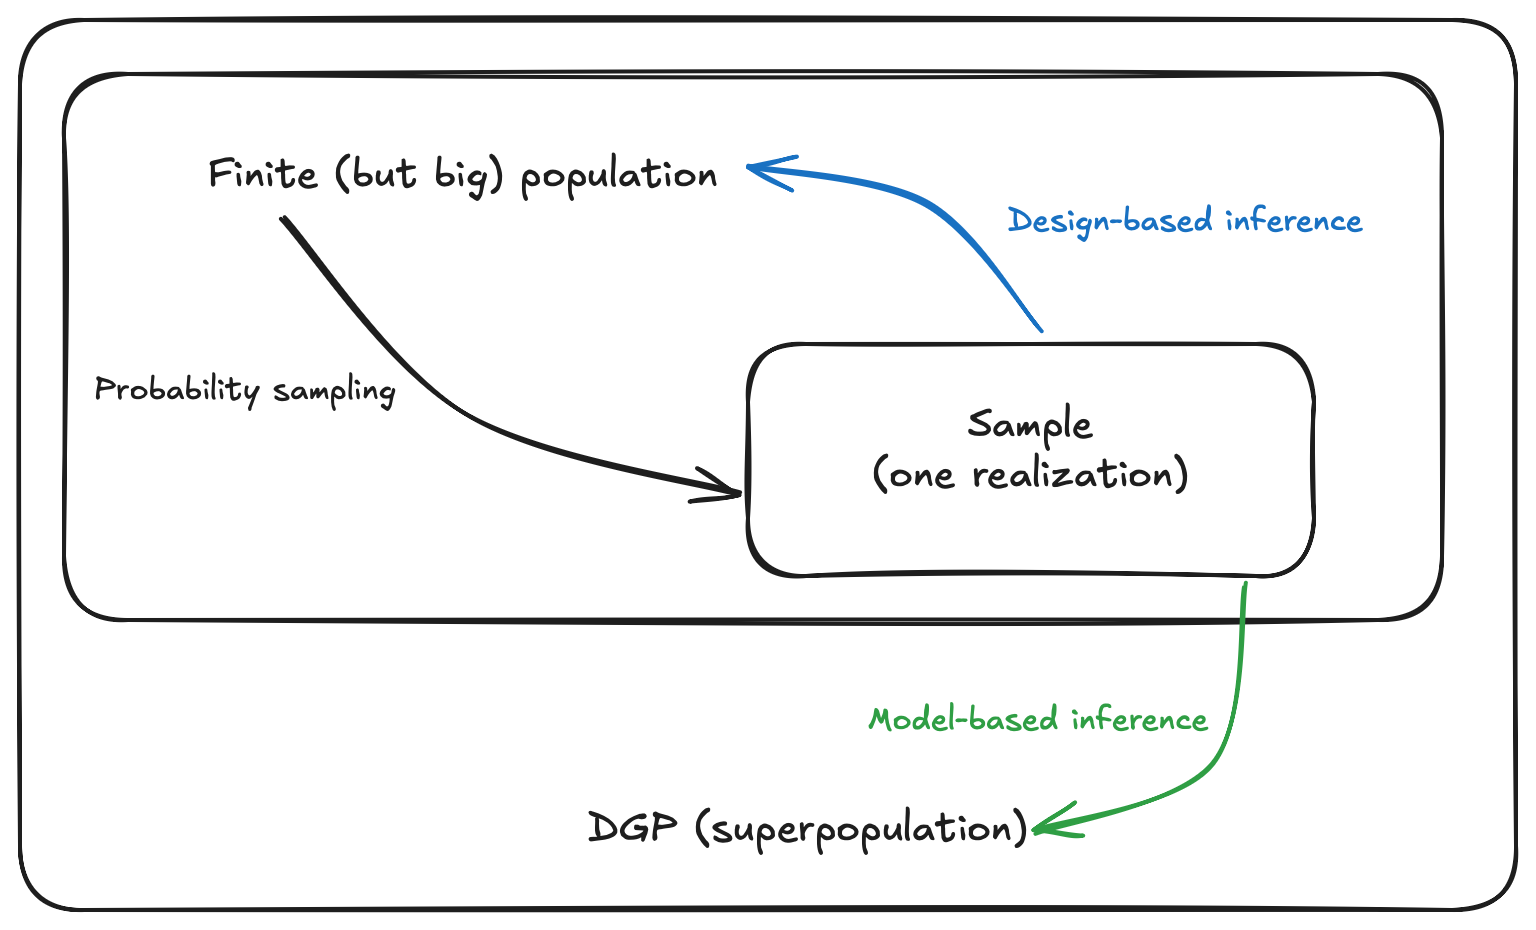 Finite (but big) population
Design-based inference
Probability sampling
Sample
(one realization)
Model-based inference
DGP (superpopulation)